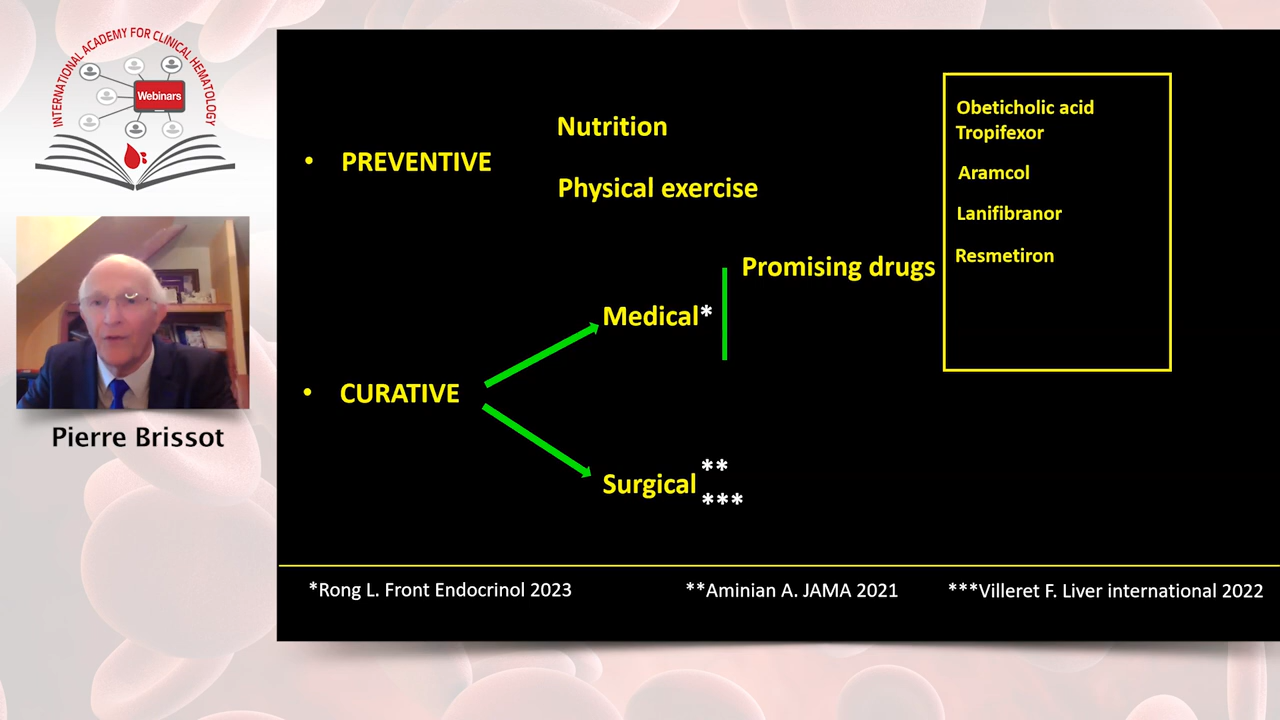 INTERNATIONAL ACADEMY FOR CLINICAL HEMATOLOGY
Webinars
Pierre Brissot
• PREVENTIVE
Nutrition
Physical exercise
• CURATIVE
Medical*
Promising drugs
Obeticholic acid
Tropifexor
Aramcol
Lanifibranor
Resmetiron
Surgical
**
***
*Rong L. Front Endocrinol 2023
**Aminian A. JAMA 2021
***Villeret F. Liver international 2022